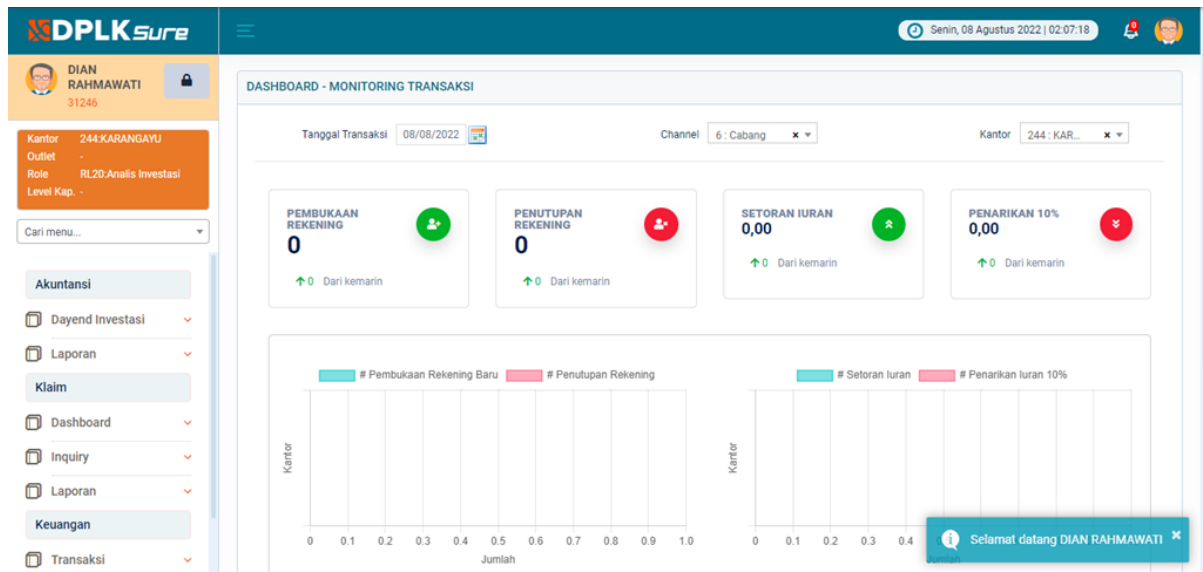 DPLKSure
Senin, 08 Agustus 2022 | 02:07:18
DIAN
RAHMAWATI
31246
Kantor 244:KARANGAYU
Outlet -
Role RL20:Analis Investasi
Level Kap. -
Cari menu...
Akuntansi
Dayend Investasi
Laporan
Klaim
Dashboard
Inquiry
Laporan
Keuangan
Transaksi
DASHBOARD - MONITORING TRANSAKSI
Tanggal Transaksi 08/08/2022
Channel 6 : Cabang x
Kantor 244 : KAR... x
PEMBUKAAN
REKENING
0
0 Dari kemarin
PENUTUPAN
REKENING
0
0 Dari kemarin
SETORAN IURAN
0,00
0 Dari kemarin
PENARIKAN 10%
0,00
0 Dari kemarin
# Pembukaan Rekening Baru # Penutupan Rekening
Kantor
0 0.1 0.2 0.3 0.4 0.5 0.6 0.7 0.8 0.9 1.0
Jumlah
# Setoran Iuran # Penarikan Iuran 10%
Kantor
0 0.1 0.2 0.3 0.4
Jumlah
Selamat datang DIAN RAHMAWATI